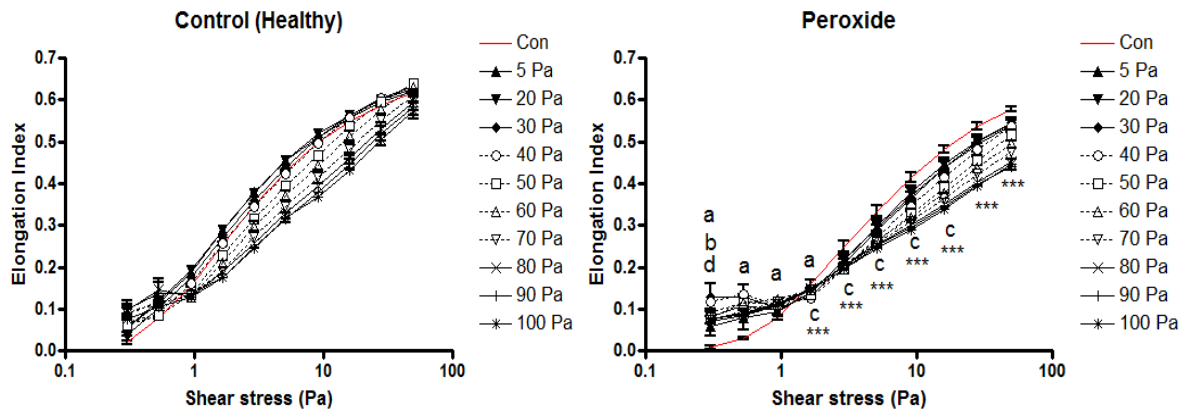 Control (Healthy)
Elongation Index
0.7
0.6
0.5
0.4
0.3
0.2
0.1
0.0
0.1
1
10
100
Shear stress (Pa)
Con
5 Pa
20 Pa
30 Pa
40 Pa
50 Pa
60 Pa
70 Pa
80 Pa
90 Pa
100 Pa
Peroxide
Elongation Index
0.7
0.6
0.5
0.4
0.3
0.2
0.1
0.0
a
b
d
a
a
a
c
***
c
***
c
***
c
***
c
***
***
***
0.1
1
10
100
Shear stress (Pa)
Con
5 Pa
20 Pa
30 Pa
40 Pa
50 Pa
60 Pa
70 Pa
80 Pa
90 Pa
100 Pa